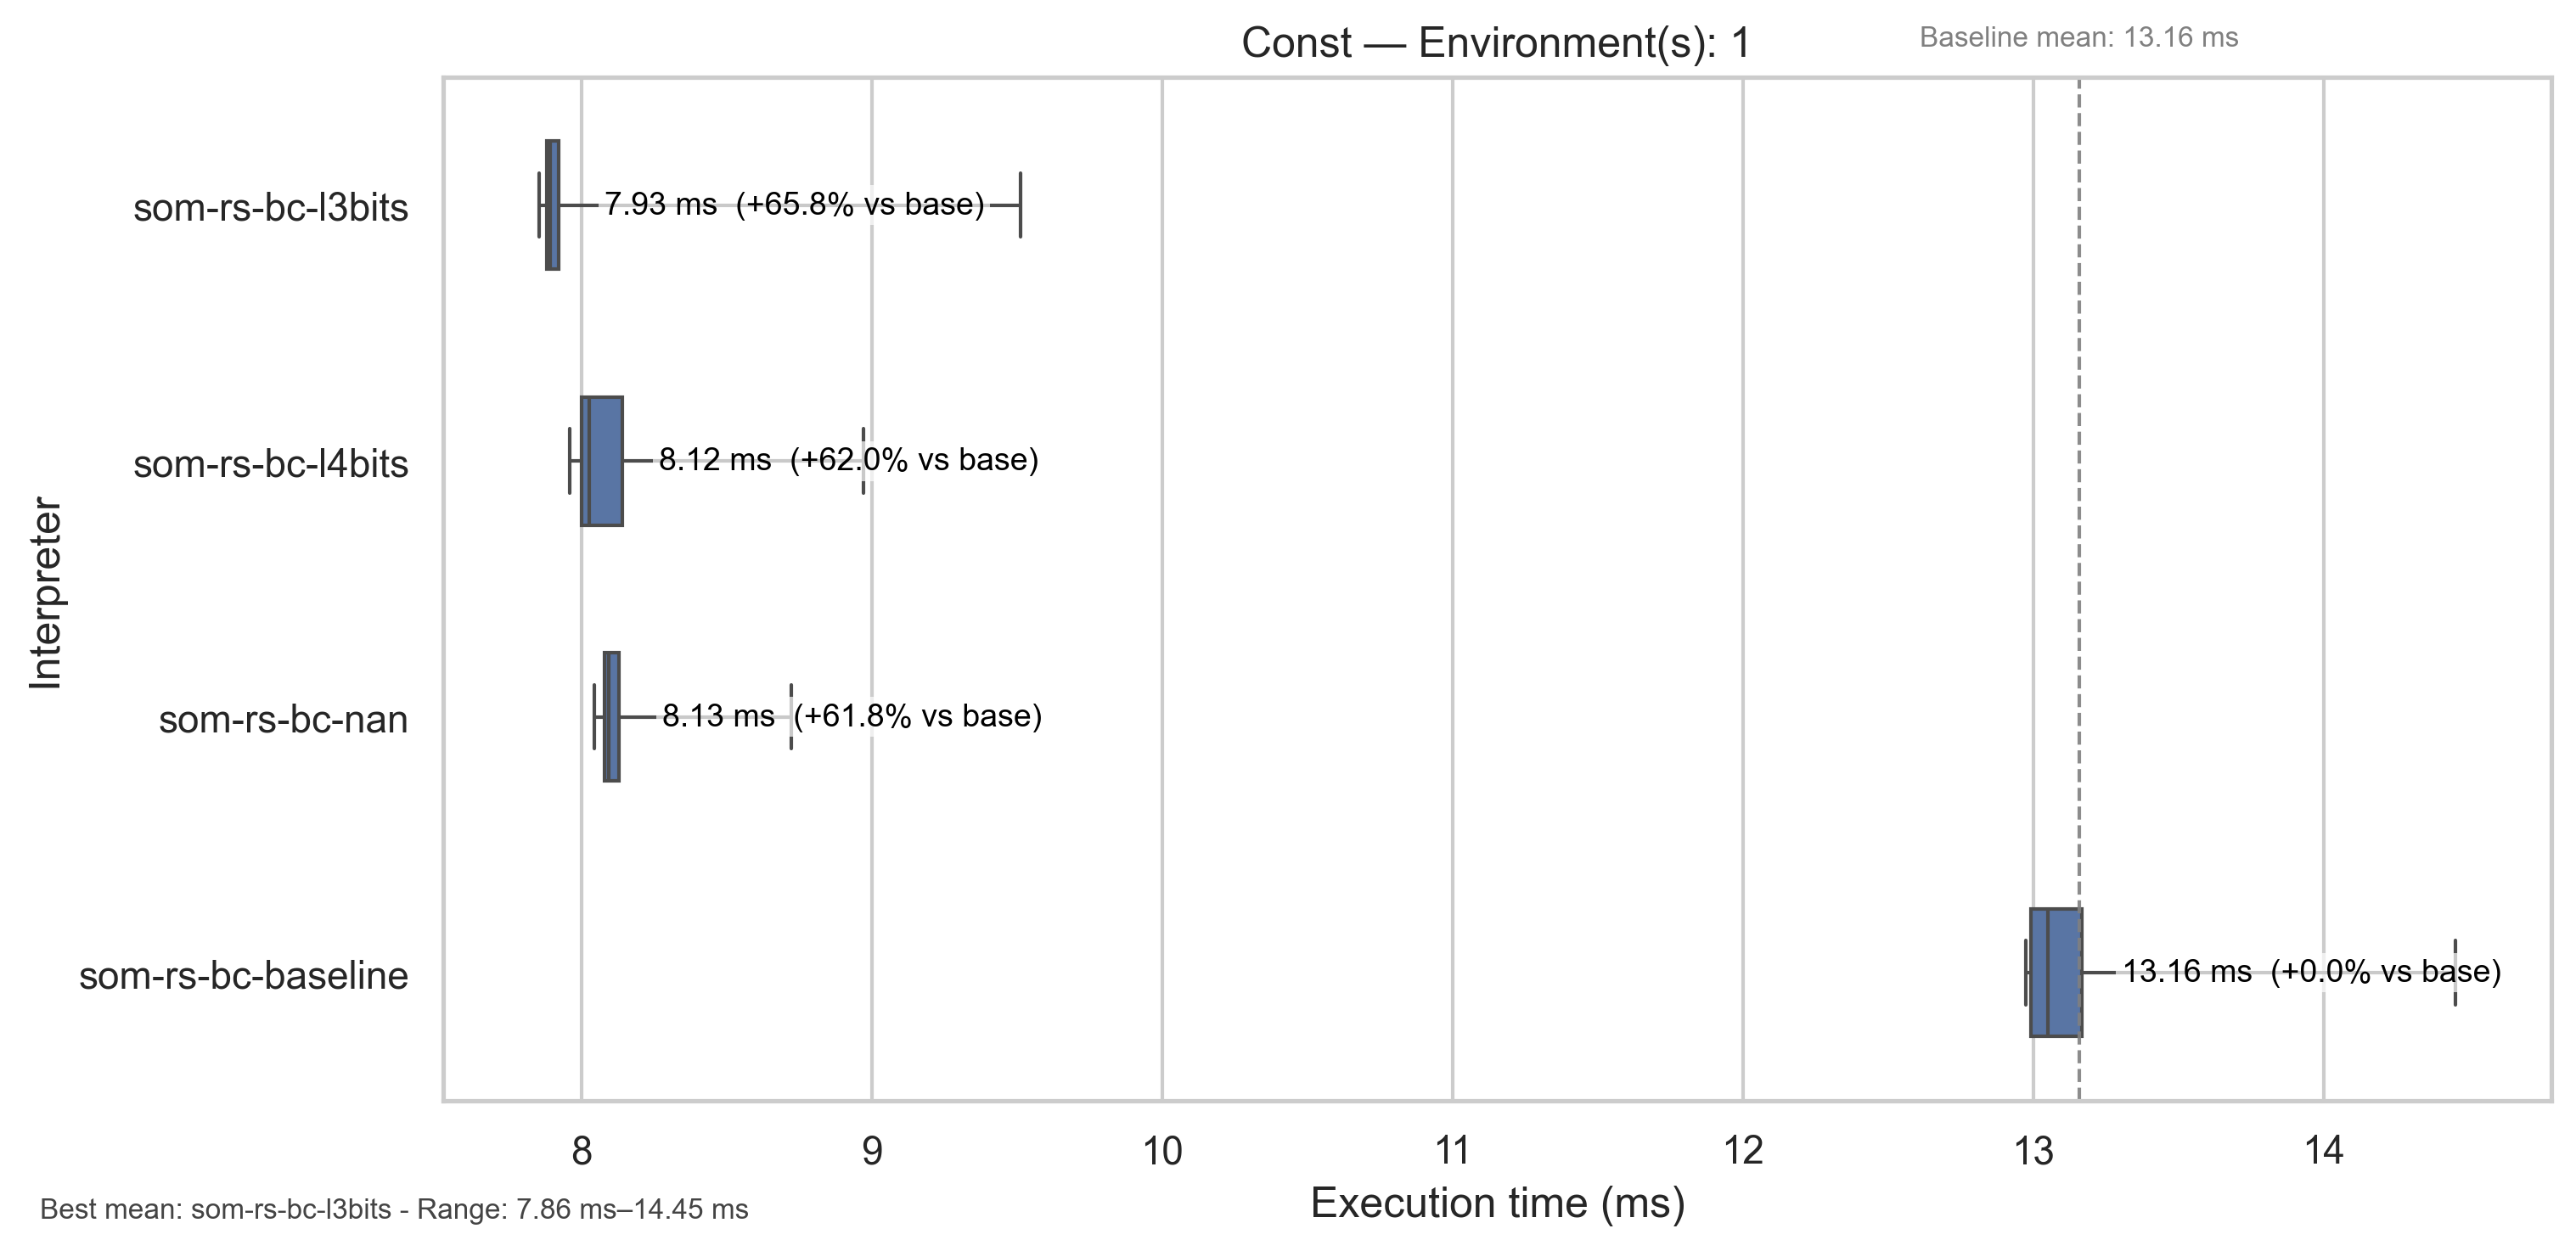 Const — Environment(s): 1
Baseline mean: 13.16 ms
Interpreter
som-rs-bc-l3bits
7.93 ms (+65.8% vs base)
som-rs-bc-l4bits
8.12 ms (+62.0% vs base)
som-rs-bc-nan
8.13 ms (+61.8% vs base)
som-rs-bc-baseline
13.16 ms (+0.0% vs base)
8 9 10 11 12 13 14
Execution time (ms)
Best mean: som-rs-bc-l3bits - Range: 7.86 ms–14.45 ms